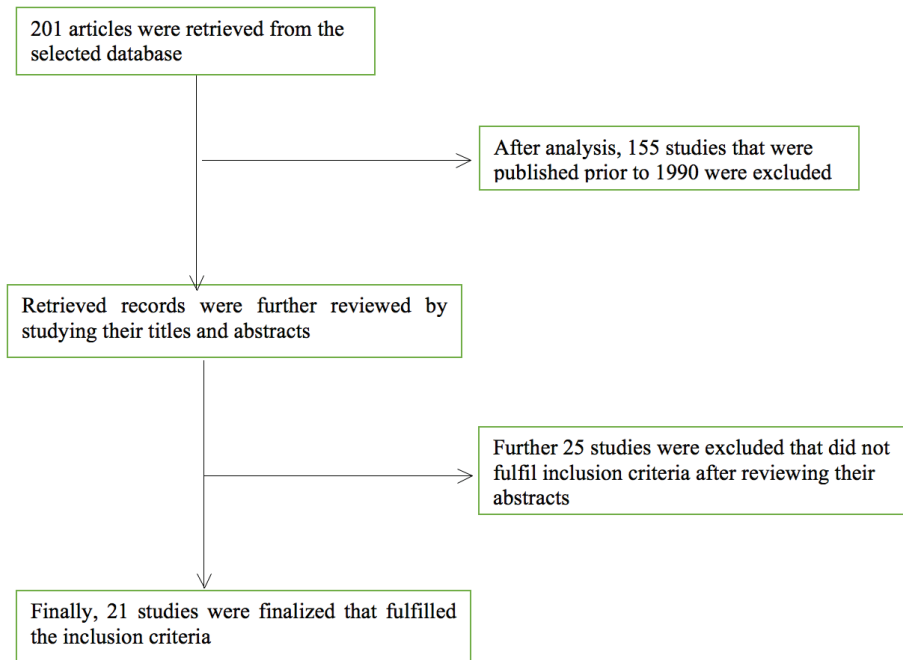 201 articles were retrieved from the
selected database
After analysis, 155 studies that were
published prior to 1990 were excluded
Retrieved records were further reviewed by
studying their titles and abstracts
Further 25 studies were excluded that did not
fulfil inclusion criteria after reviewing their
abstracts
Finally, 21 studies were finalized that fulfilled
the inclusion criteria